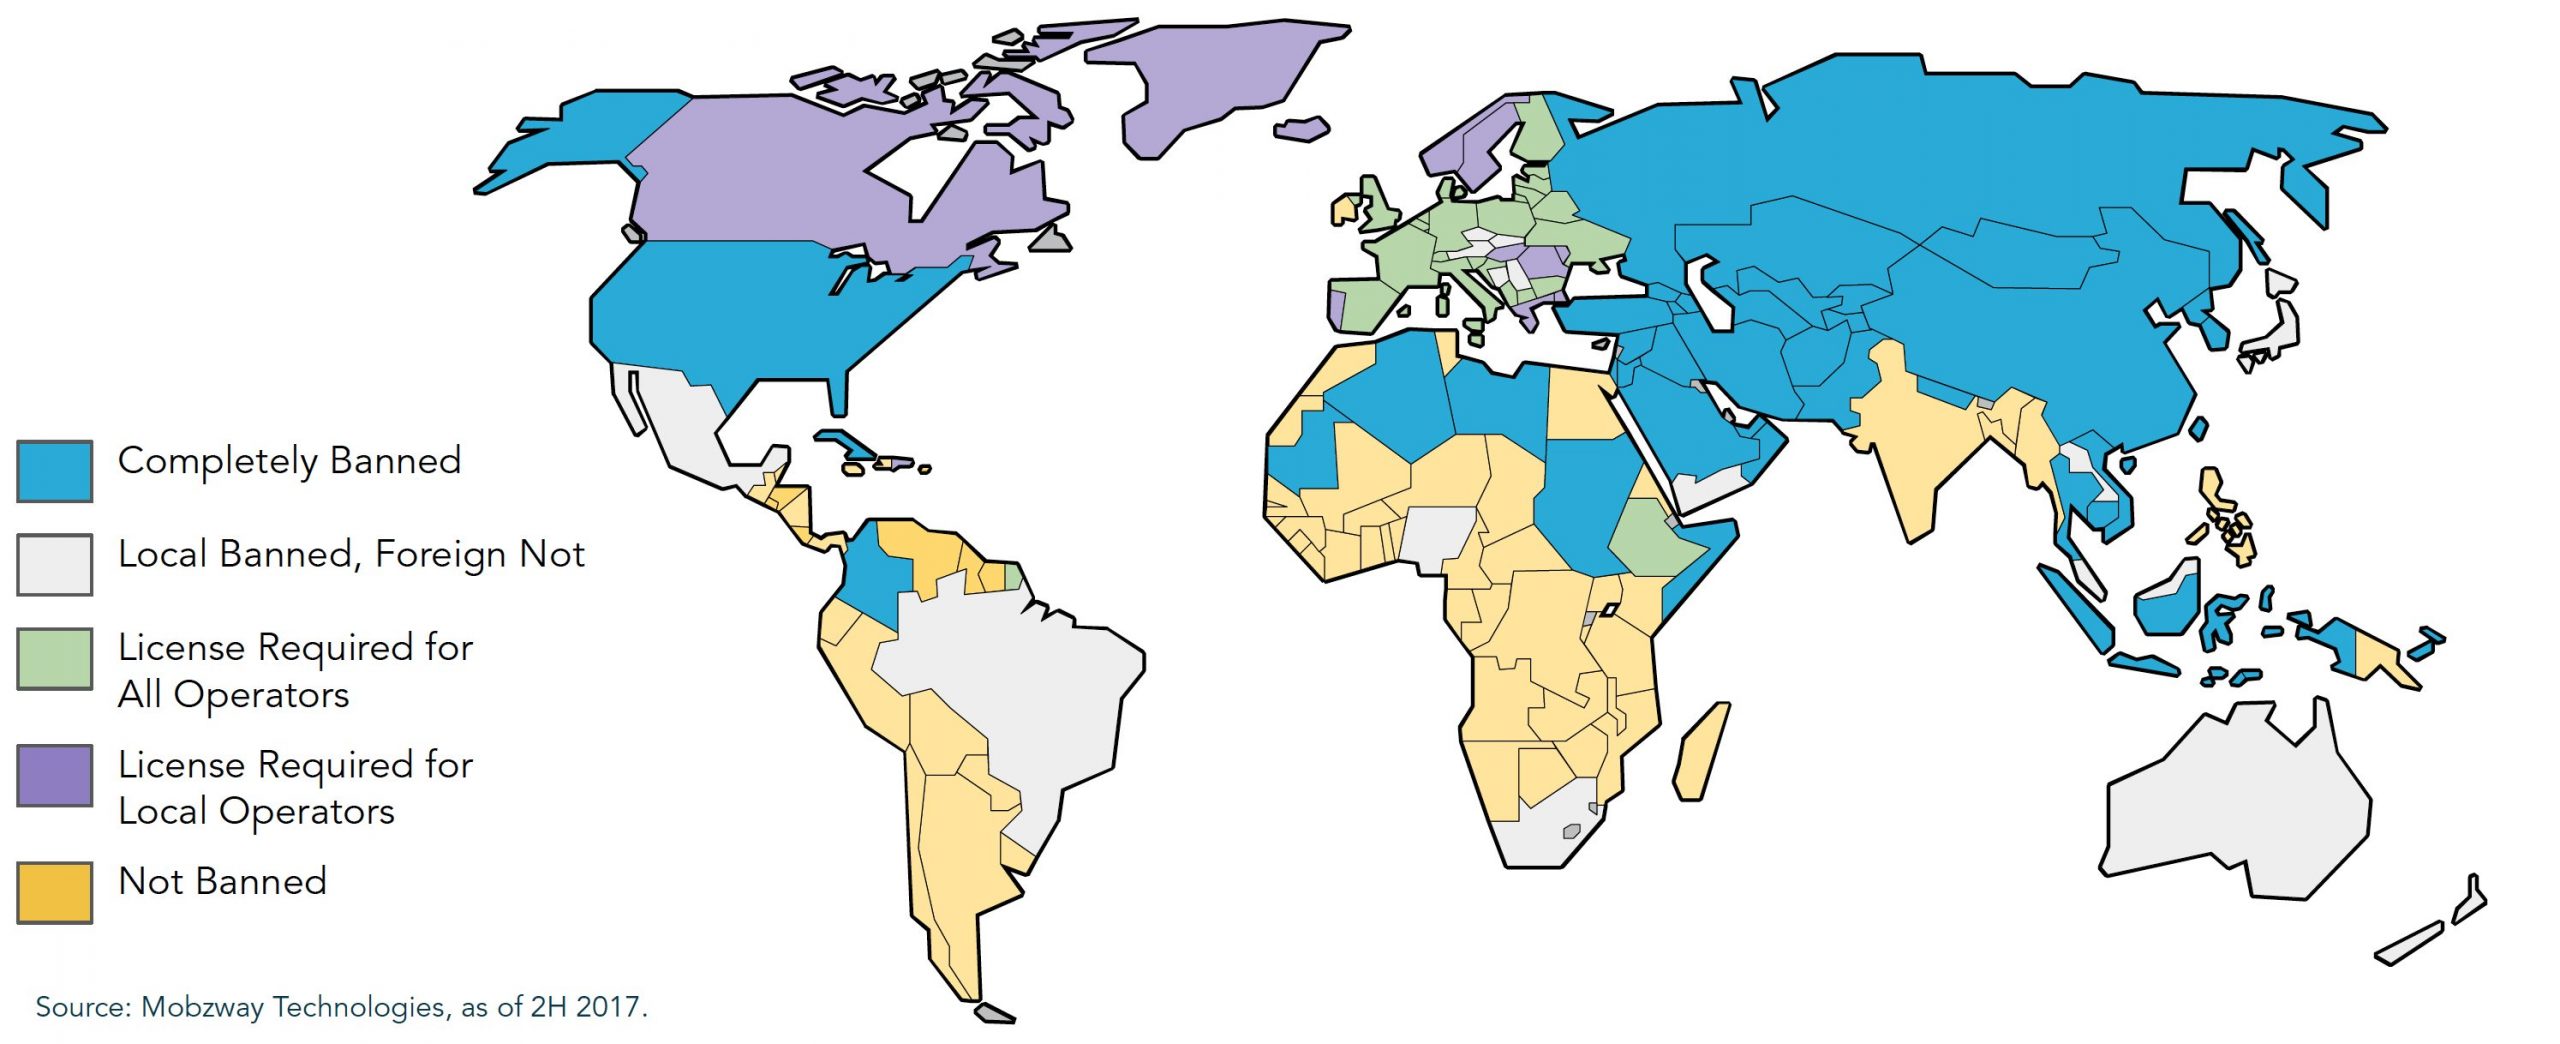 Completely Banned
Local Banned, Foreign Not
License Required for
All Operators
License Required for
Local Operators
Not Banned
Source: Mobzway Technologies, as of 2H 2017.